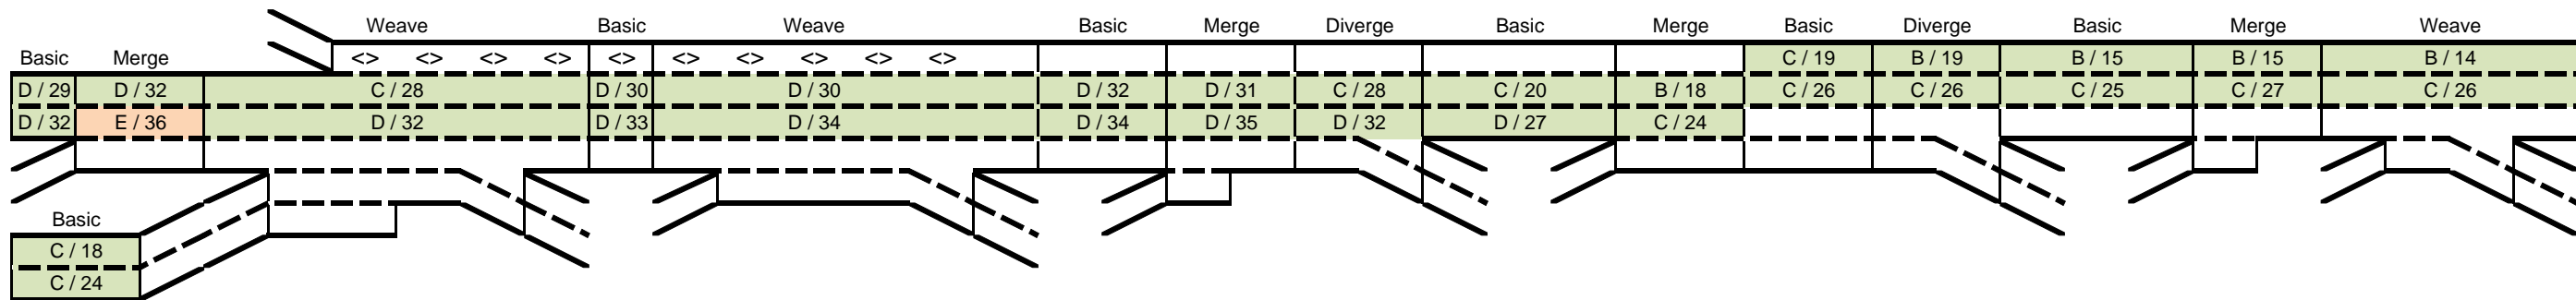 Weave Basic Weave Basic Merge Diverge Basic Merge Basic Diverge Basic Merge Weave
Basic Merge <> <> <> <> <> <> <> <> <> <> C / 19 B / 19 B / 15 B / 15 B / 14
D / 29 D / 32 C / 28 D / 30 D / 30 D / 32 D / 31 C / 28 C / 20 B / 18 C / 26 C / 26 C / 25 C / 27 C / 26
D / 32 E / 36 D / 32 D / 33 D / 34 D / 34 D / 35 D / 32 D / 27 C / 24
Basic
C / 18
C / 24